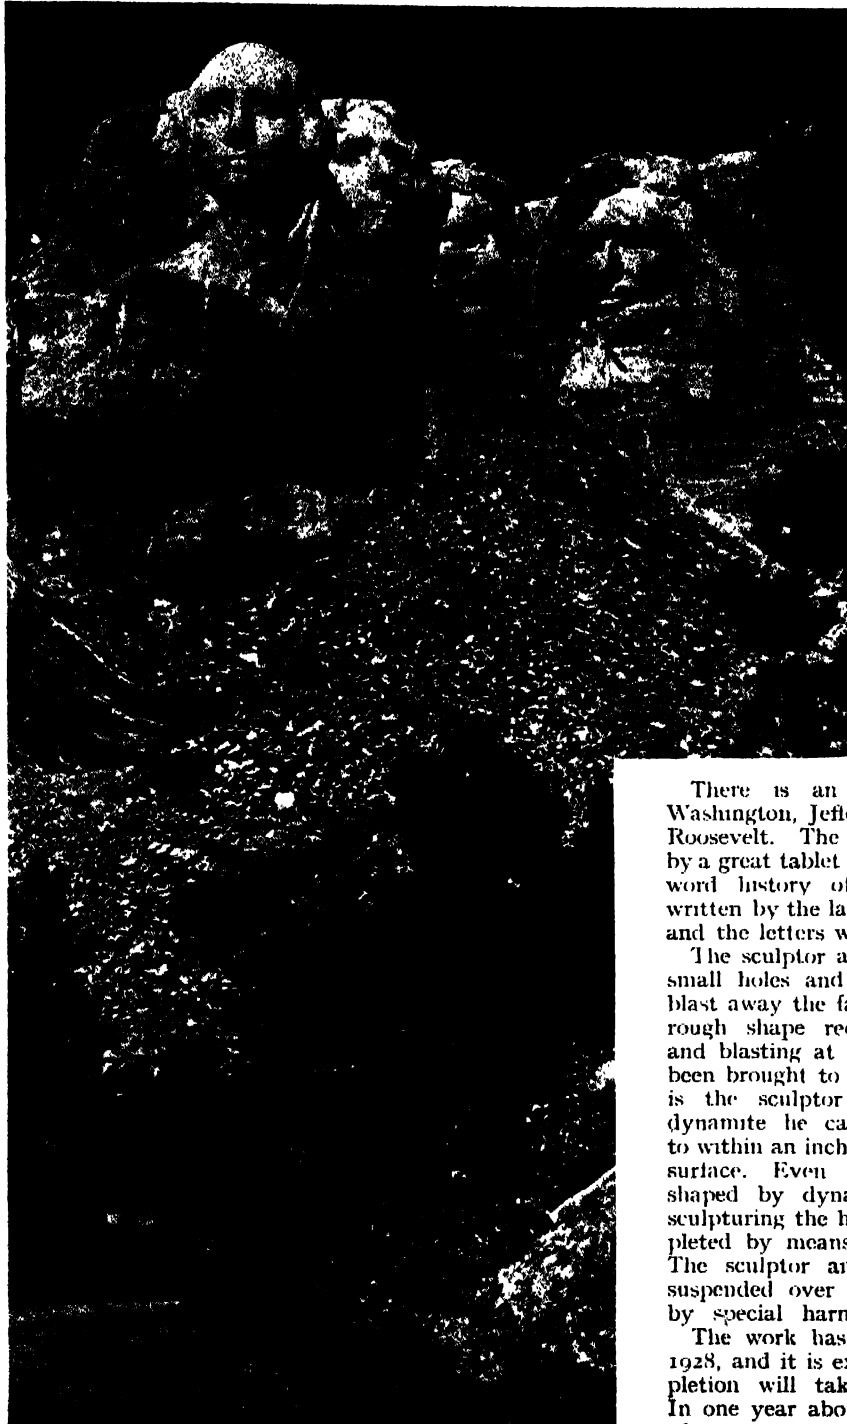 There is an
Washington, Jeff
Roosevelt. The
by a great tablet
word history of
written by the la
and the letters w
The sculptor a
small holes and
blast away the fa
rough shape re
and blasting at
been brought to
is the sculptor
dynamite he ca
to within an inch
surface. Even
shaped by dyna
sculpturing the h
pleted by means
The sculptor an
suspended over
by special harn
The work has
1928, and it is ex
pletion will tak
In one year abo